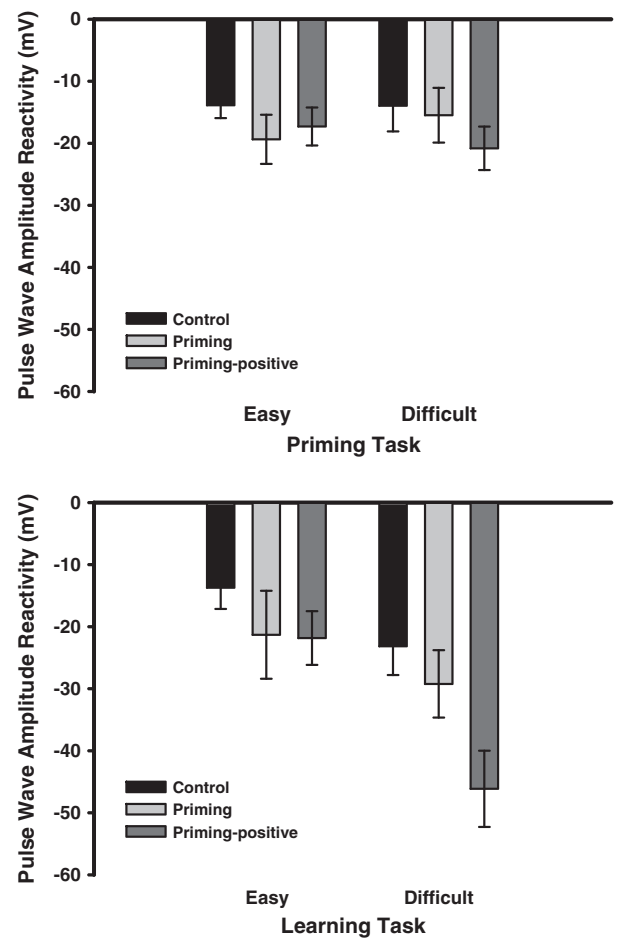 Pulse Wave Amplitude Reactivity (mV)
0
-10
-20
-30
-40
-50
-60
Control
Priming
Priming-positive
Easy Difficult
Priming Task
Pulse Wave Amplitude Reactivity (mV)
0
-10
-20
-30
-40
-50
-60
Control
Priming
Priming-positive
Easy Difficult
Learning Task